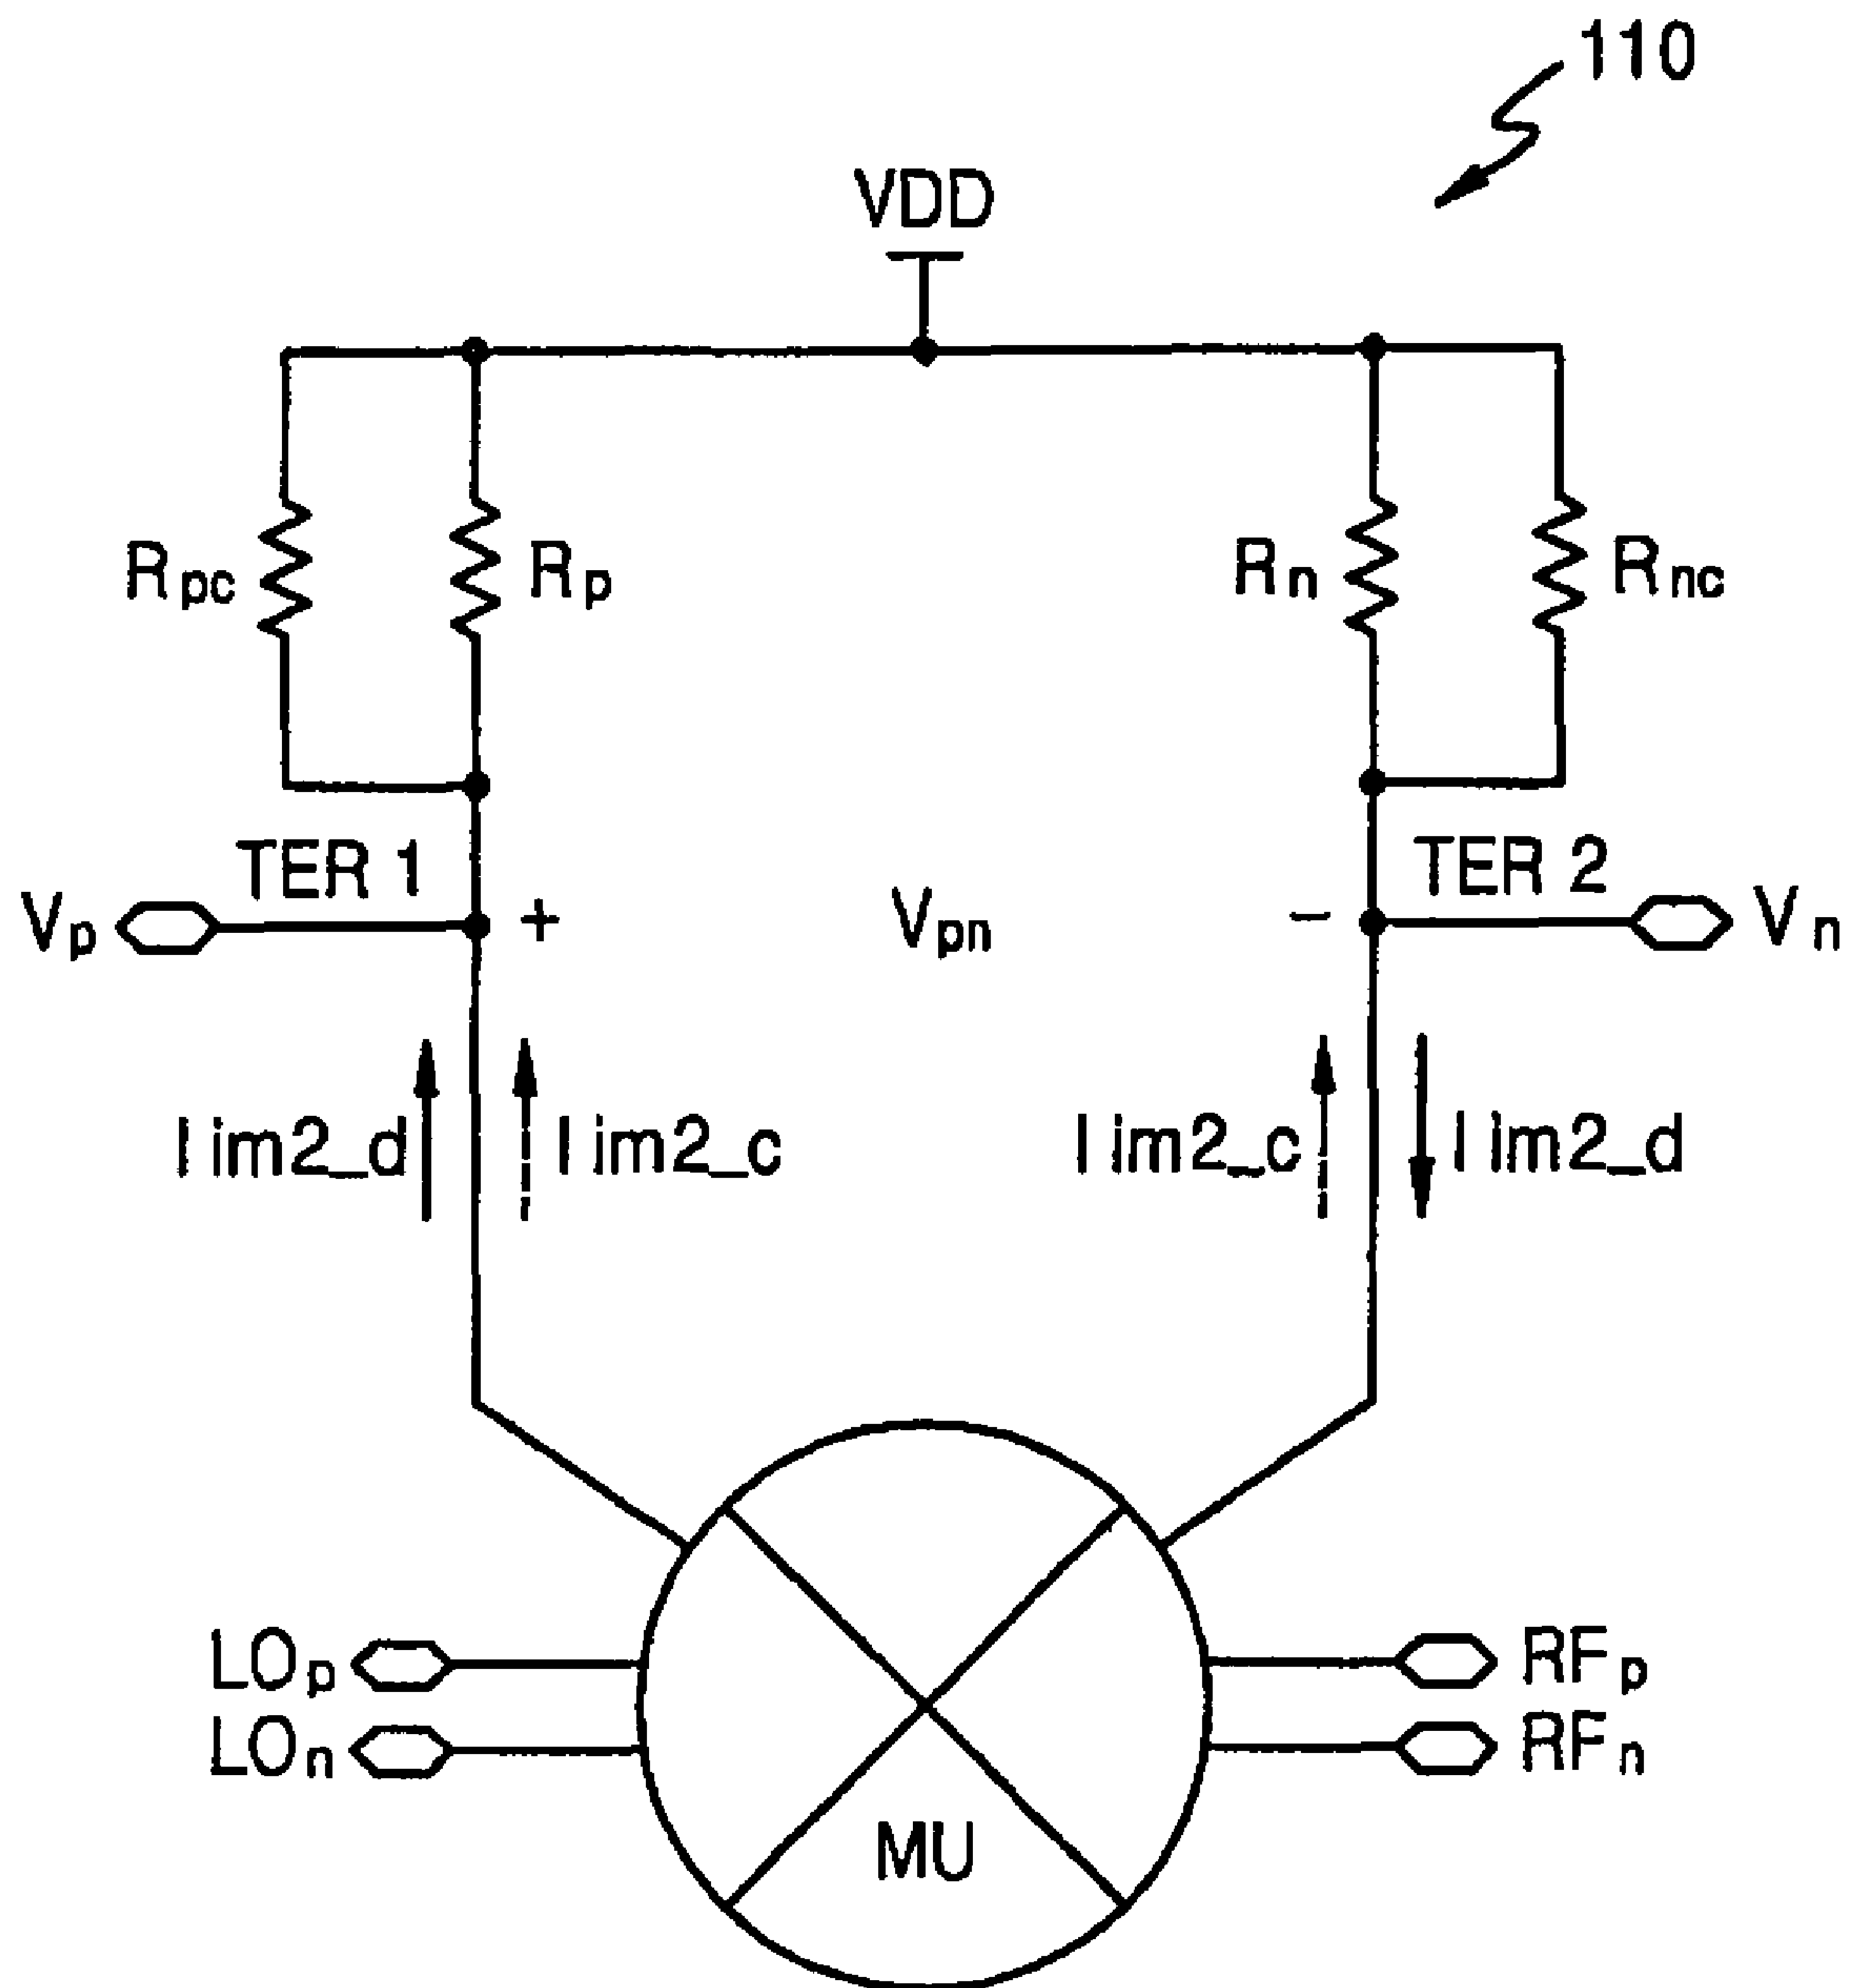 110
VDD
Rpc Rp Rn Rnc
TER 1 TER 2
Vp + Vpn − Vn
Iim2_d Iim2_c Iim2_c Iim2_d
LOp RFp
LOn RFn
MU